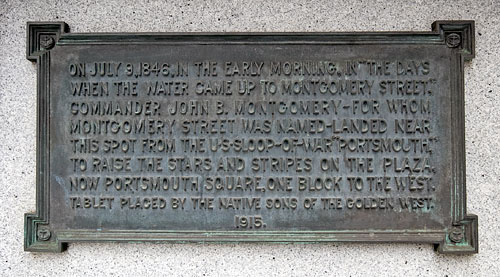 ON JULY 9, 1846, IN THE EARLY MORNING, IN "THE DAYS
WHEN THE WATER CAME UP TO MONTGOMERY STREET,"
COMMANDER JOHN B. MONTGOMERY-FOR WHOM
MONTGOMERY STREET WAS NAMED-LANDED NEAR
THIS SPOT FROM THE U·S·SLOOP-OF-WAR "PORTSMOUTH,"
TO RAISE THE STARS AND STRIPES ON THE PLAZA,
NOW PORTSMOUTH SQUARE, ONE BLOCK TO THE WEST.
TABLET PLACED BY THE NATIVE SONS OF THE GOLDEN WEST,
1915.